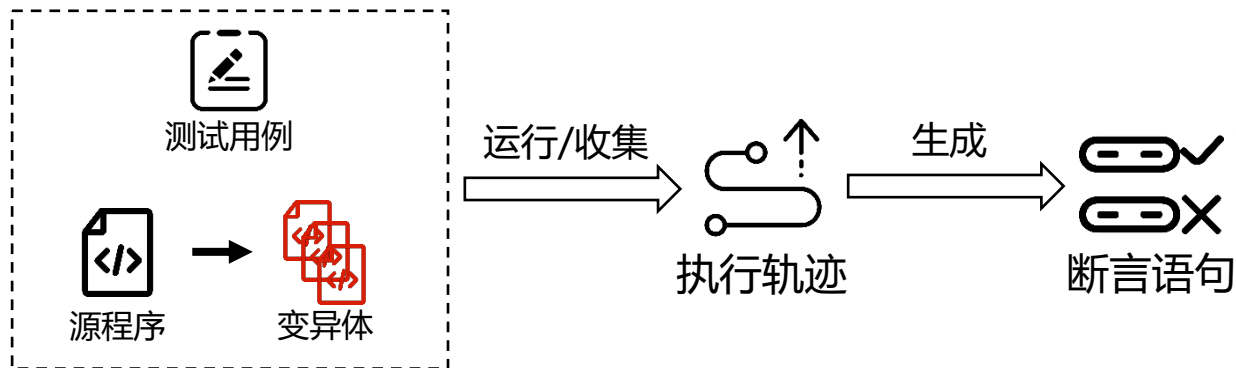 测试用例
源程序
变异体
运行/收集
执行轨迹
生成
断言语句